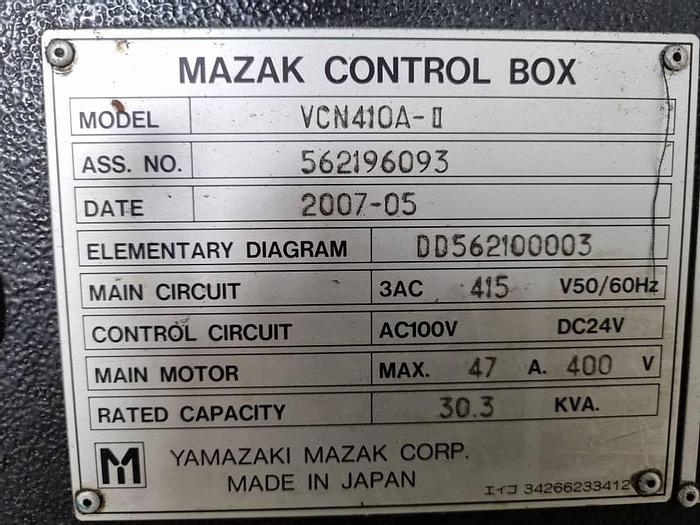 MAZAK CONTROL BOX
MODEL VCN410A-II
ASS. NO. 562196093
DATE 2007-05
ELEMENTARY DIAGRAM DD562100003
MAIN CIRCUIT 3AC 415 V50/60Hz
CONTROL CIRCUIT AC100V DC24V
MAIN MOTOR MAX. 47 A. 400 V
RATED CAPACITY 30.3 KVA.
M YAMAZAKI MAZAK CORP.
MADE IN JAPAN エイコ 34266233412